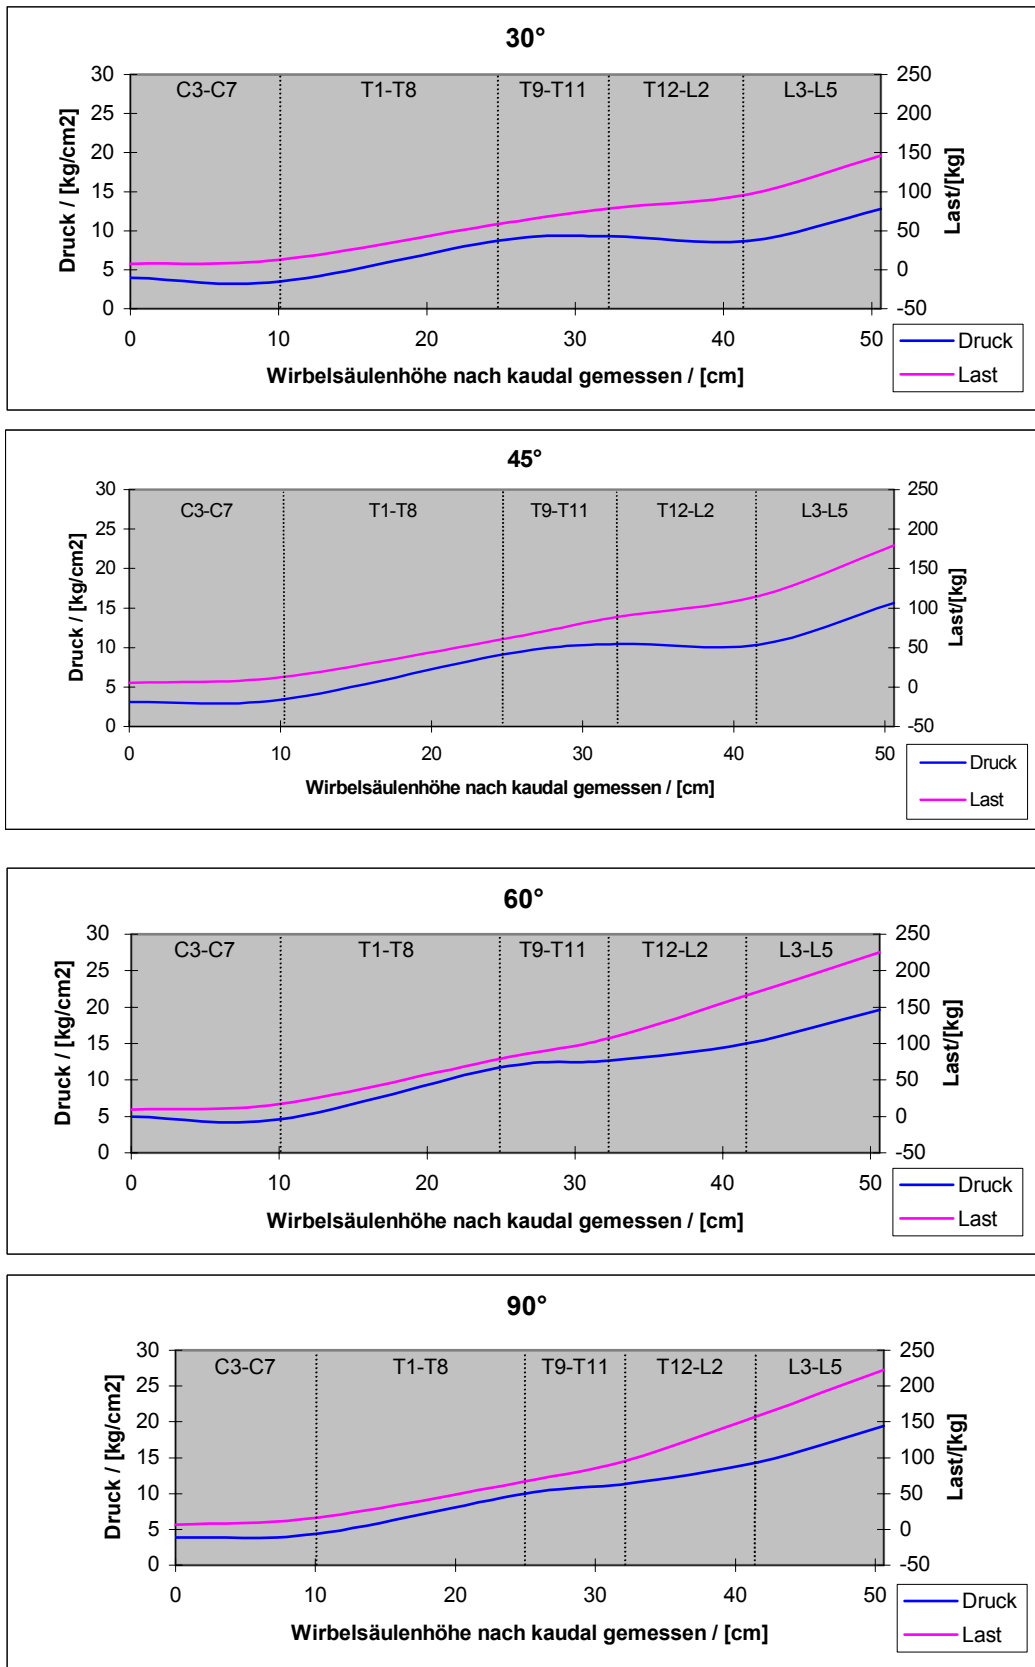 30°
C3-C7 T1-T8 T9-T11 T12-L2 L3-L5
30 25 20 15 10 5 0
Druck / [kg/cm2]
250 200 150 100 50 0 -50
Last/[kg]
0 10 20 30 40 50
Wirbelsäulenhöhe nach kaudal gemessen / [cm]
Druck
Last
45°
C3-C7 T1-T8 T9-T11 T12-L2 L3-L5
30 25 20 15 10 5 0
Druck / [kg/cm2]
250 200 150 100 50 0 -50
Last/[kg]
0 10 20 30 40 50
Wirbelsäulenhöhe nach kaudal gemessen / [cm]
Druck
Last
60°
C3-C7 T1-T8 T9-T11 T12-L2 L3-L5
30 25 20 15 10 5 0
Druck / [kg/cm2]
250 200 150 100 50 0 -50
Last/[kg]
0 10 20 30 40 50
Wirbelsäulenhöhe nach kaudal gemessen / [cm]
Druck
Last
90°
C3-C7 T1-T8 T9-T11 T12-L2 L3-L5
30 25 20 15 10 5 0
Druck / [kg/cm2]
250 200 150 100 50 0 -50
Last/[kg]
0 10 20 30 40 50
Wirbelsäulenhöhe nach kaudal gemessen / [cm]
Druck
Last